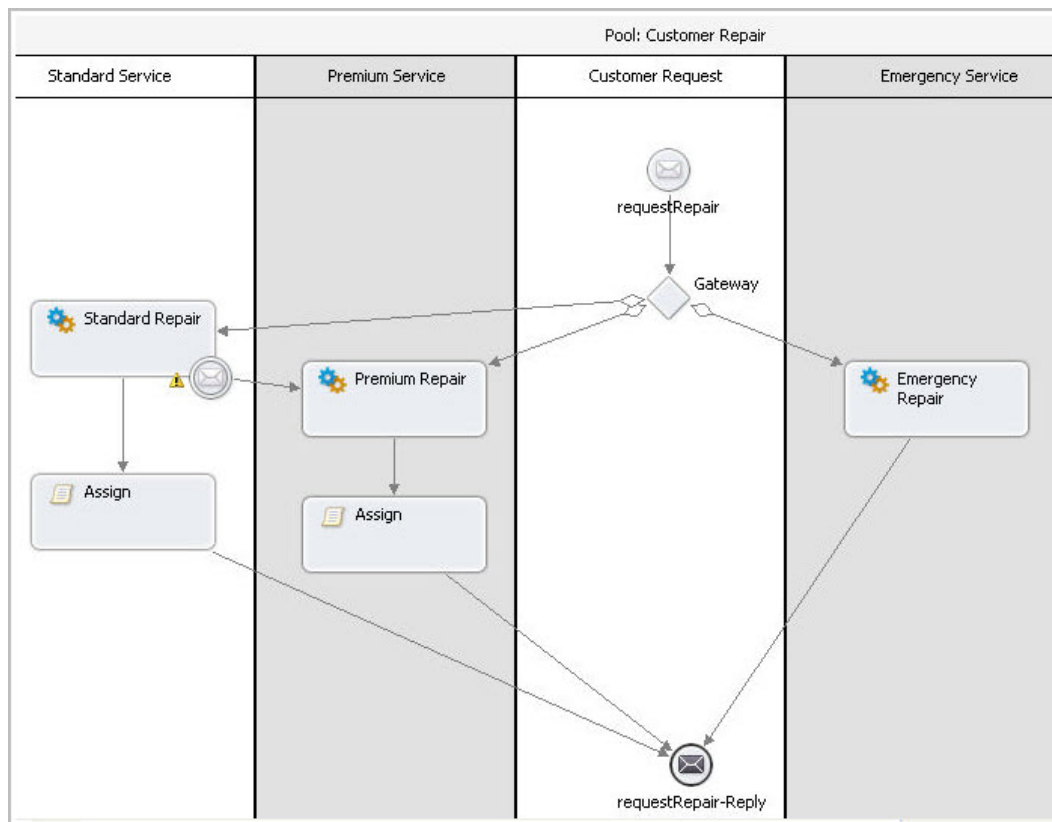 Pool: Customer Repair
Standard Service
Premium Service
Customer Request
Emergency Service
requestRepair
Gateway
Standard Repair
Premium Repair
Emergency
Repair
Assign
Assign
requestRepair-Reply